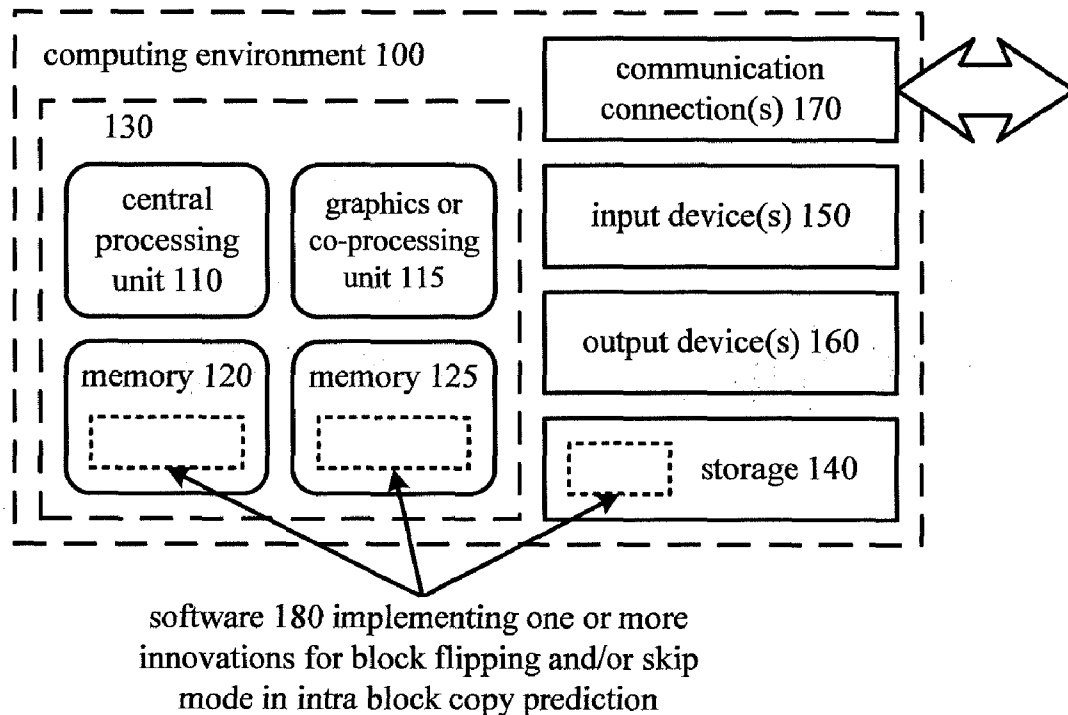 computing environment 100
communication
connection(s) 170
130
central
processing
unit 110
graphics or
co-processing
unit 115
input device(s) 150
output device(s) 160
memory 120
memory 125
storage 140
software 180 implementing one or more
innovations for block flipping and/or skip
mode in intra block copy prediction